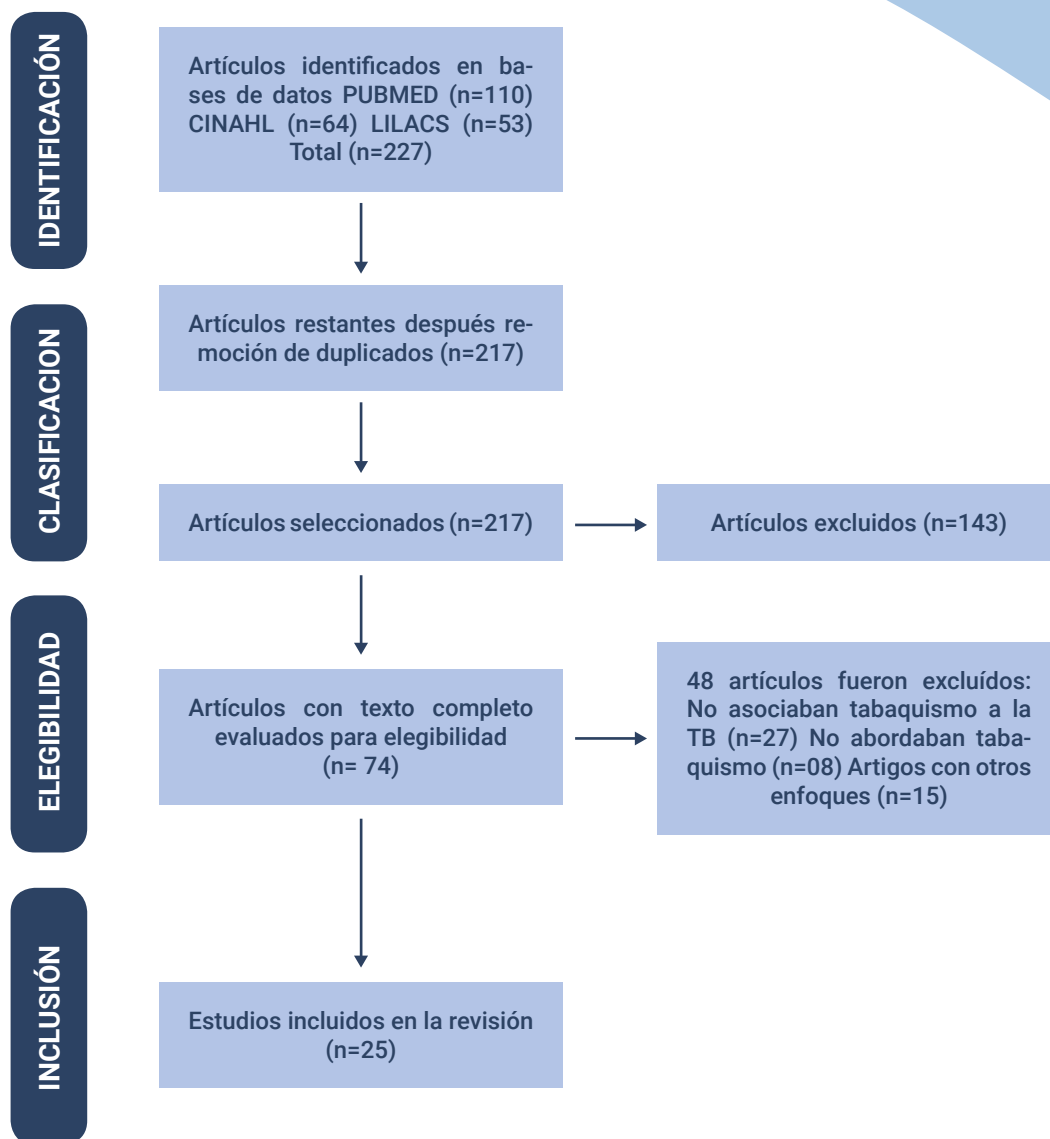 IDENTIFICACIÓN
Artículos identificados en ba-
ses de datos PUBMED (n=110)
CINAHL (n=64) LILACS (n=53)
Total (n=227)
CLASIFICACION
Artículos restantes después re-
moción de duplicados (n=217)
Artículos seleccionados (n=217)
Artículos excluidos (n=143)
ELEGIBILIDAD
Artículos con texto completo
evaluados para elegibilidad
(n= 74)
48 artículos fueron excluídos:
No asociaban tabaquismo a la
TB (n=27) No abordaban taba-
quismo (n=08) Artigos con otros
enfoques (n=15)
INCLUSIÓN
Estudios incluidos en la revisión
(n=25)